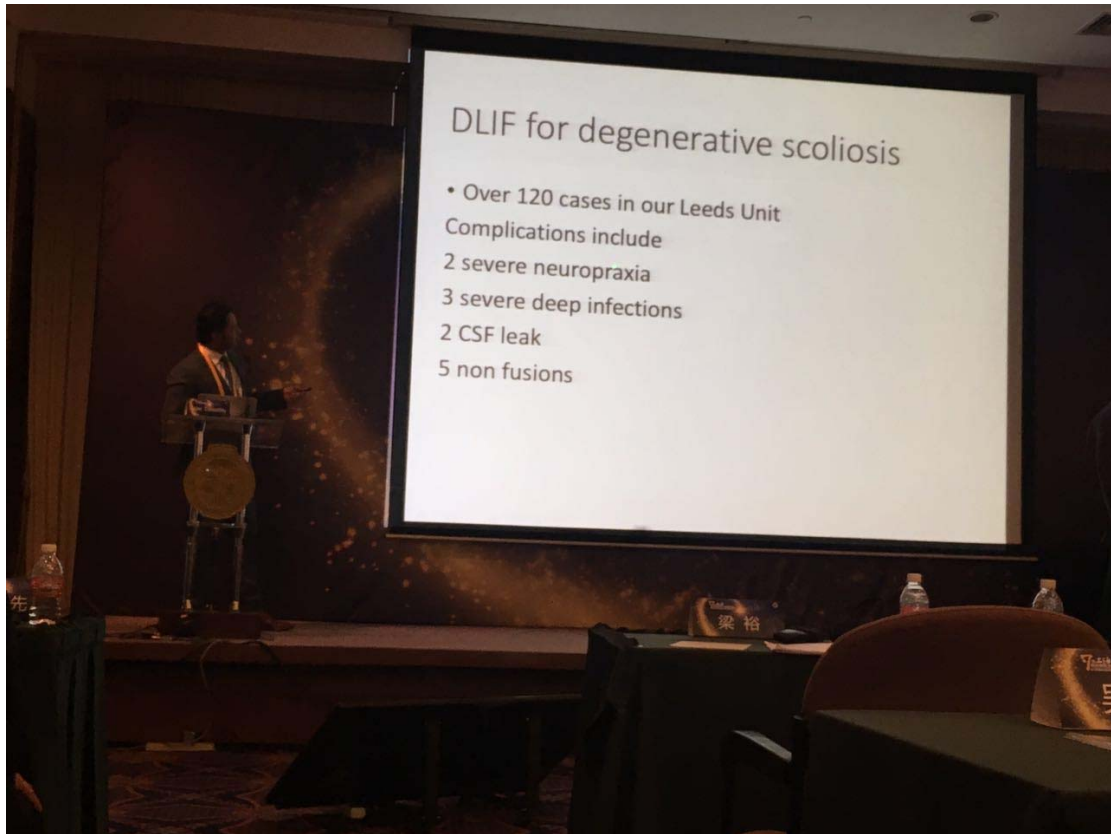 DLIF for degenerative scoliosis
• Over 120 cases in our Leeds Unit
Complications include
2 severe neuropraxia
3 severe deep infections
2 CSF leak
5 non fusions
先
梁 裕